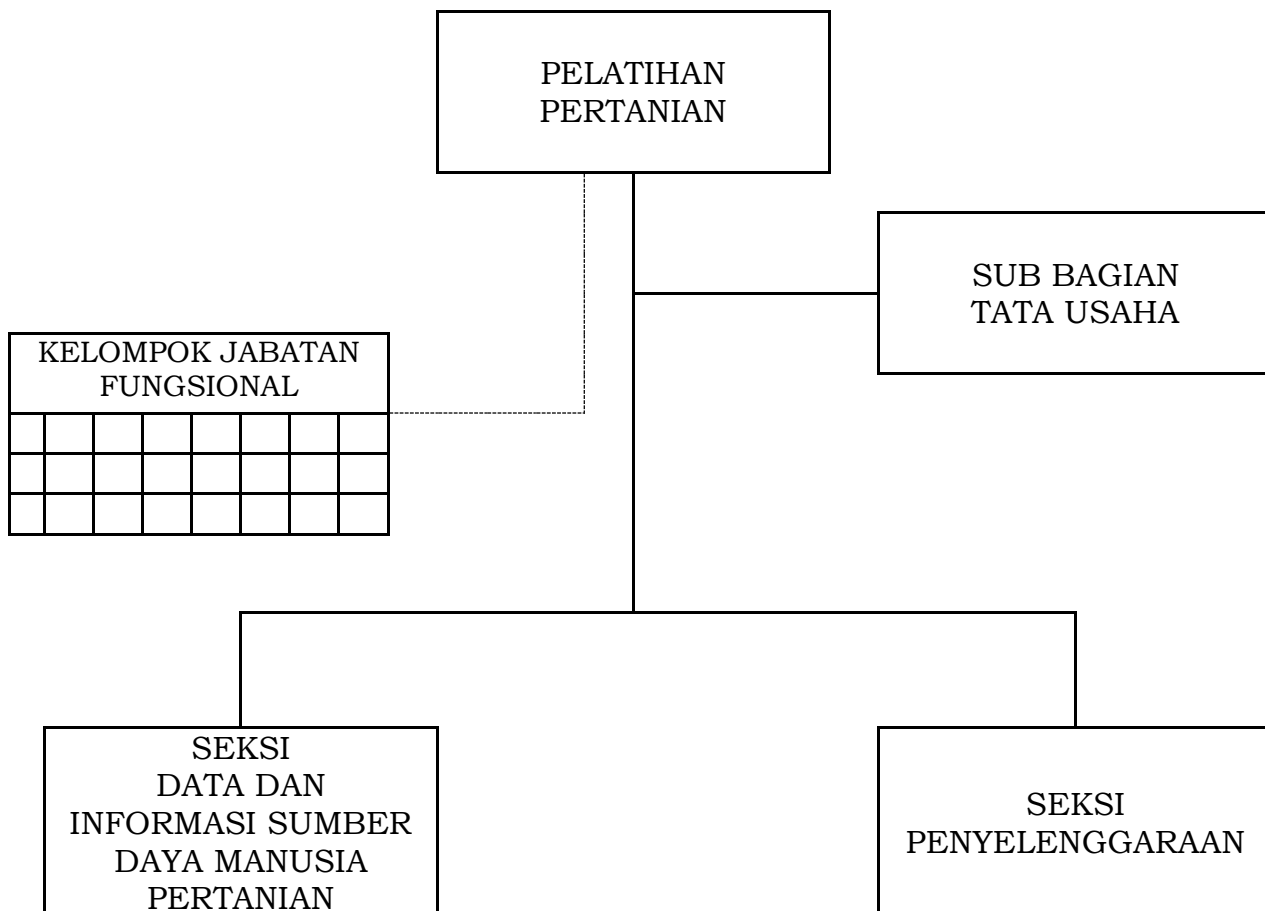 PELATIHAN
PERTANIAN
SUB BAGIAN
TATA USAHA
KELOMPOK JABATAN
FUNGSIONAL
SEKSI
DATA DAN
INFORMASI SUMBER
DAYA MANUSIA
PERTANIAN
SEKSI
PENYELENGGARAAN